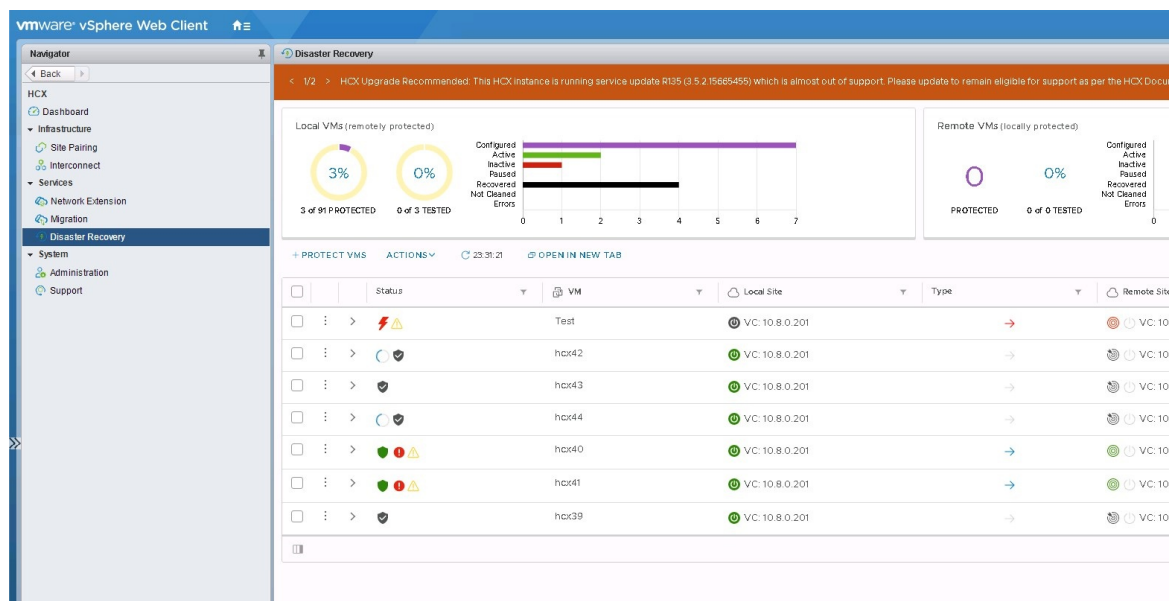 vmware® vSphere Web Client
Navigator
Back
HCX
Dashboard
Infrastructure
Site Pairing
Interconnect
Services
Network Extension
Migration
Disaster Recovery
System
Administration
Support
Disaster Recovery
< 1/2 > HCX Upgrade Recommended: This HCX instance is running service update R135 (3.5.2.15665455) which is almost out of support. Please update to remain eligible for support as per the HCX Docu
Local VMs (remotely protected)
3%
3 of 91 PROTECTED
0%
0 of 3 TESTED
Configured
Active
Inactive
Paused
Recovered
Not Cleaned
Errors
0 1 2 3 4 5 6 7
Remote VMs (locally protected)
0
PROTECTED
0%
0 of 0 TESTED
Configured
Active
Inactive
Paused
Recovered
Not Cleaned
Errors
0
+ PROTECT VMS ACTIONS 23:31:21 OPEN IN NEW TAB
Status VM Local Site Type Remote Site
Test VC: 10.8.0.201 VC: 10
hcx42 VC: 10.8.0.201 VC: 10
hcx43 VC: 10.8.0.201 VC: 10
hcx44 VC: 10.8.0.201 VC: 10
hcx40 VC: 10.8.0.201 VC: 10
hcx41 VC: 10.8.0.201 VC: 10
hcx39 VC: 10.8.0.201 VC: 10